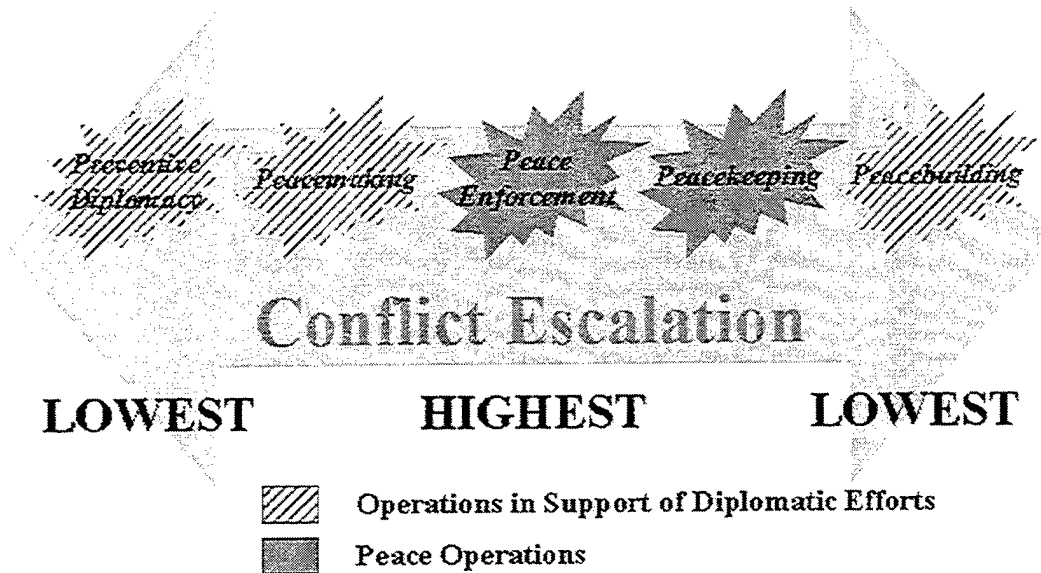 Preventive
Diplomacy
Peacemaking
Peace
Enforcement
Peacekeeping
Peacebuilding
Conflict Escalation
LOWEST
HIGHEST
LOWEST
Operations in Support of Diplomatic Efforts
Peace Operations